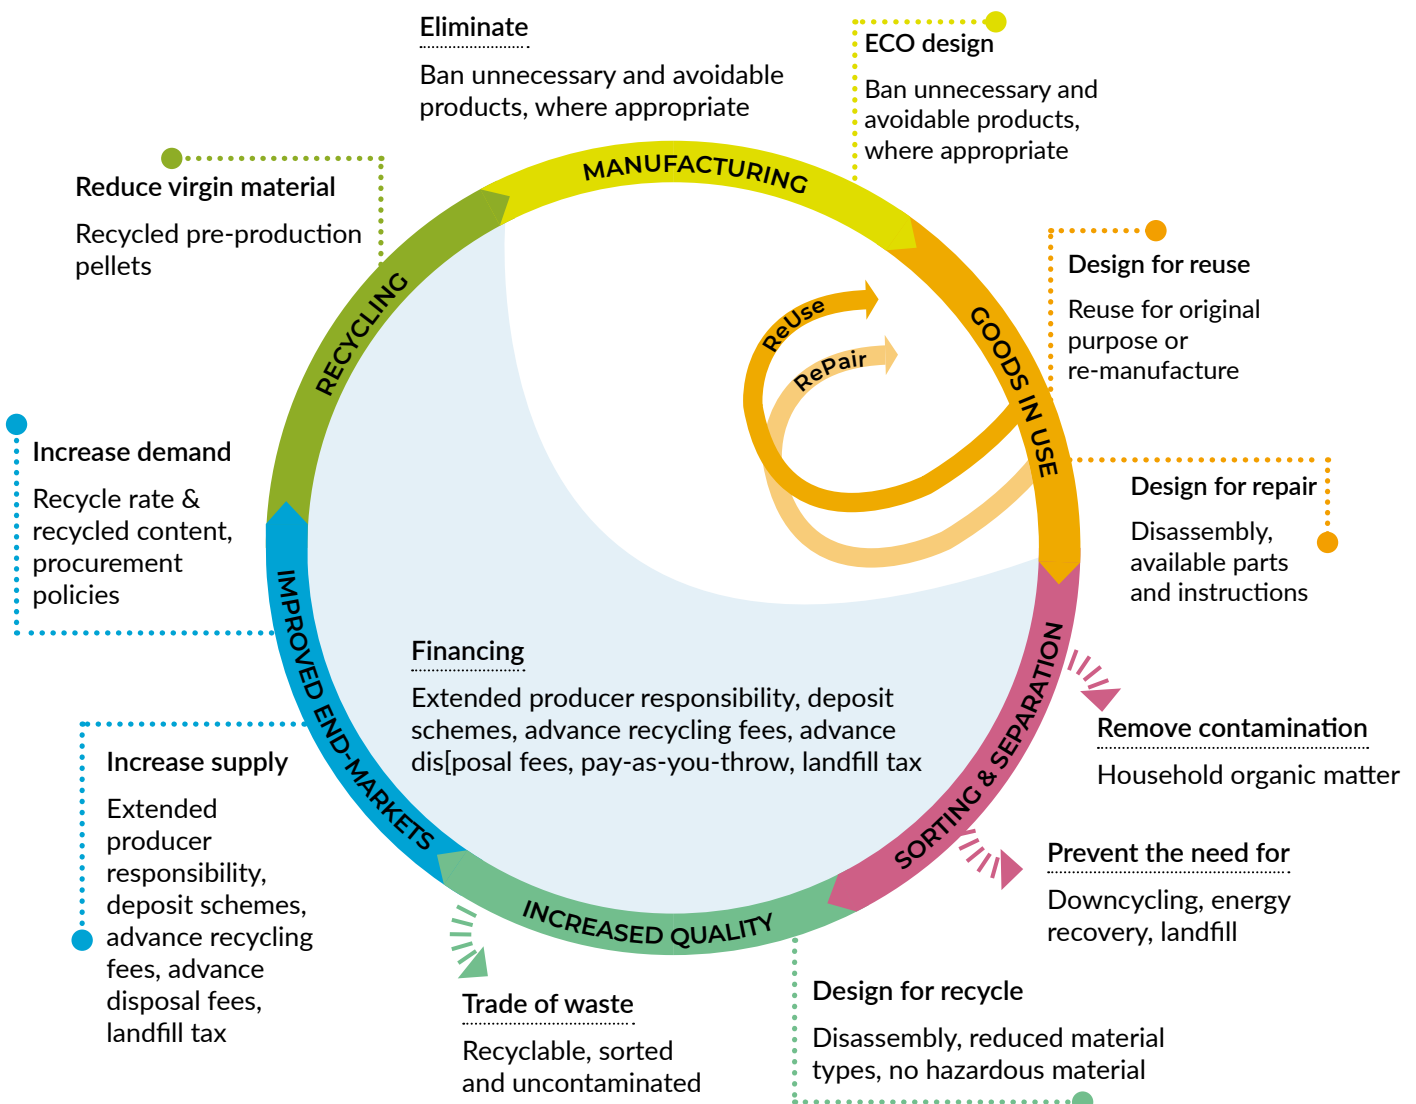 Eliminate
Ban unnecessary and avoidable
products, where appropriate
ECO design
Ban unnecessary and
avoidable products,
where appropriate
MANUFACTURING
Reduce virgin material
Recycled pre-production
pellets
RECYCLING
Design for reuse
Reuse for original
purpose or
re-manufacture
GOODS IN USE
ReUse
RePair
Increase demand
Recycle rate &
recycled content,
procurement
policies
Design for repair
Disassembly,
available parts
and instructions
IMPROVED END-MARKETS
Financing
Extended producer responsibility, deposit
schemes, advance recycling fees, advance
dis[posal fees, pay-as-you-throw, landfill tax
SORTING & SEPARATION
Remove contamination
Household organic matter
Increase supply
Extended
producer
responsibility,
deposit schemes,
advance recycling
fees, advance
disposal fees,
landfill tax
Prevent the need for
Downcycling, energy
recovery, landfill
INCREASED QUALITY
Trade of waste
Recyclable, sorted
and uncontaminated
Design for recycle
Disassembly, reduced material
types, no hazardous material